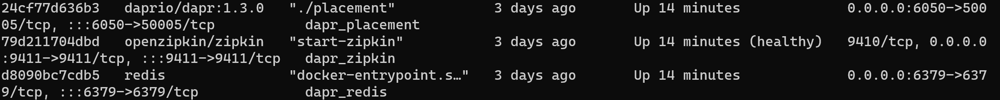 24cf77d636b3   daprio/dapr:1.3.0   "./placement"            3 days ago       Up 14 minutes             0.0.0.0:6050->500
05/tcp, :::6050->50005/tcp           dapr_placement
79d211704dbd   openzipkin/zipkin   "start-zipkin"           3 days ago       Up 14 minutes (healthy)   9410/tcp, 0.0.0.0
:9411->9411/tcp, :::9411->9411/tcp   dapr_zipkin
d8090bc7cdb5   redis               "docker-entrypoint.s…"   3 days ago       Up 14 minutes             0.0.0.0:6379->637
9/tcp, :::6379->6379/tcp             dapr_redis